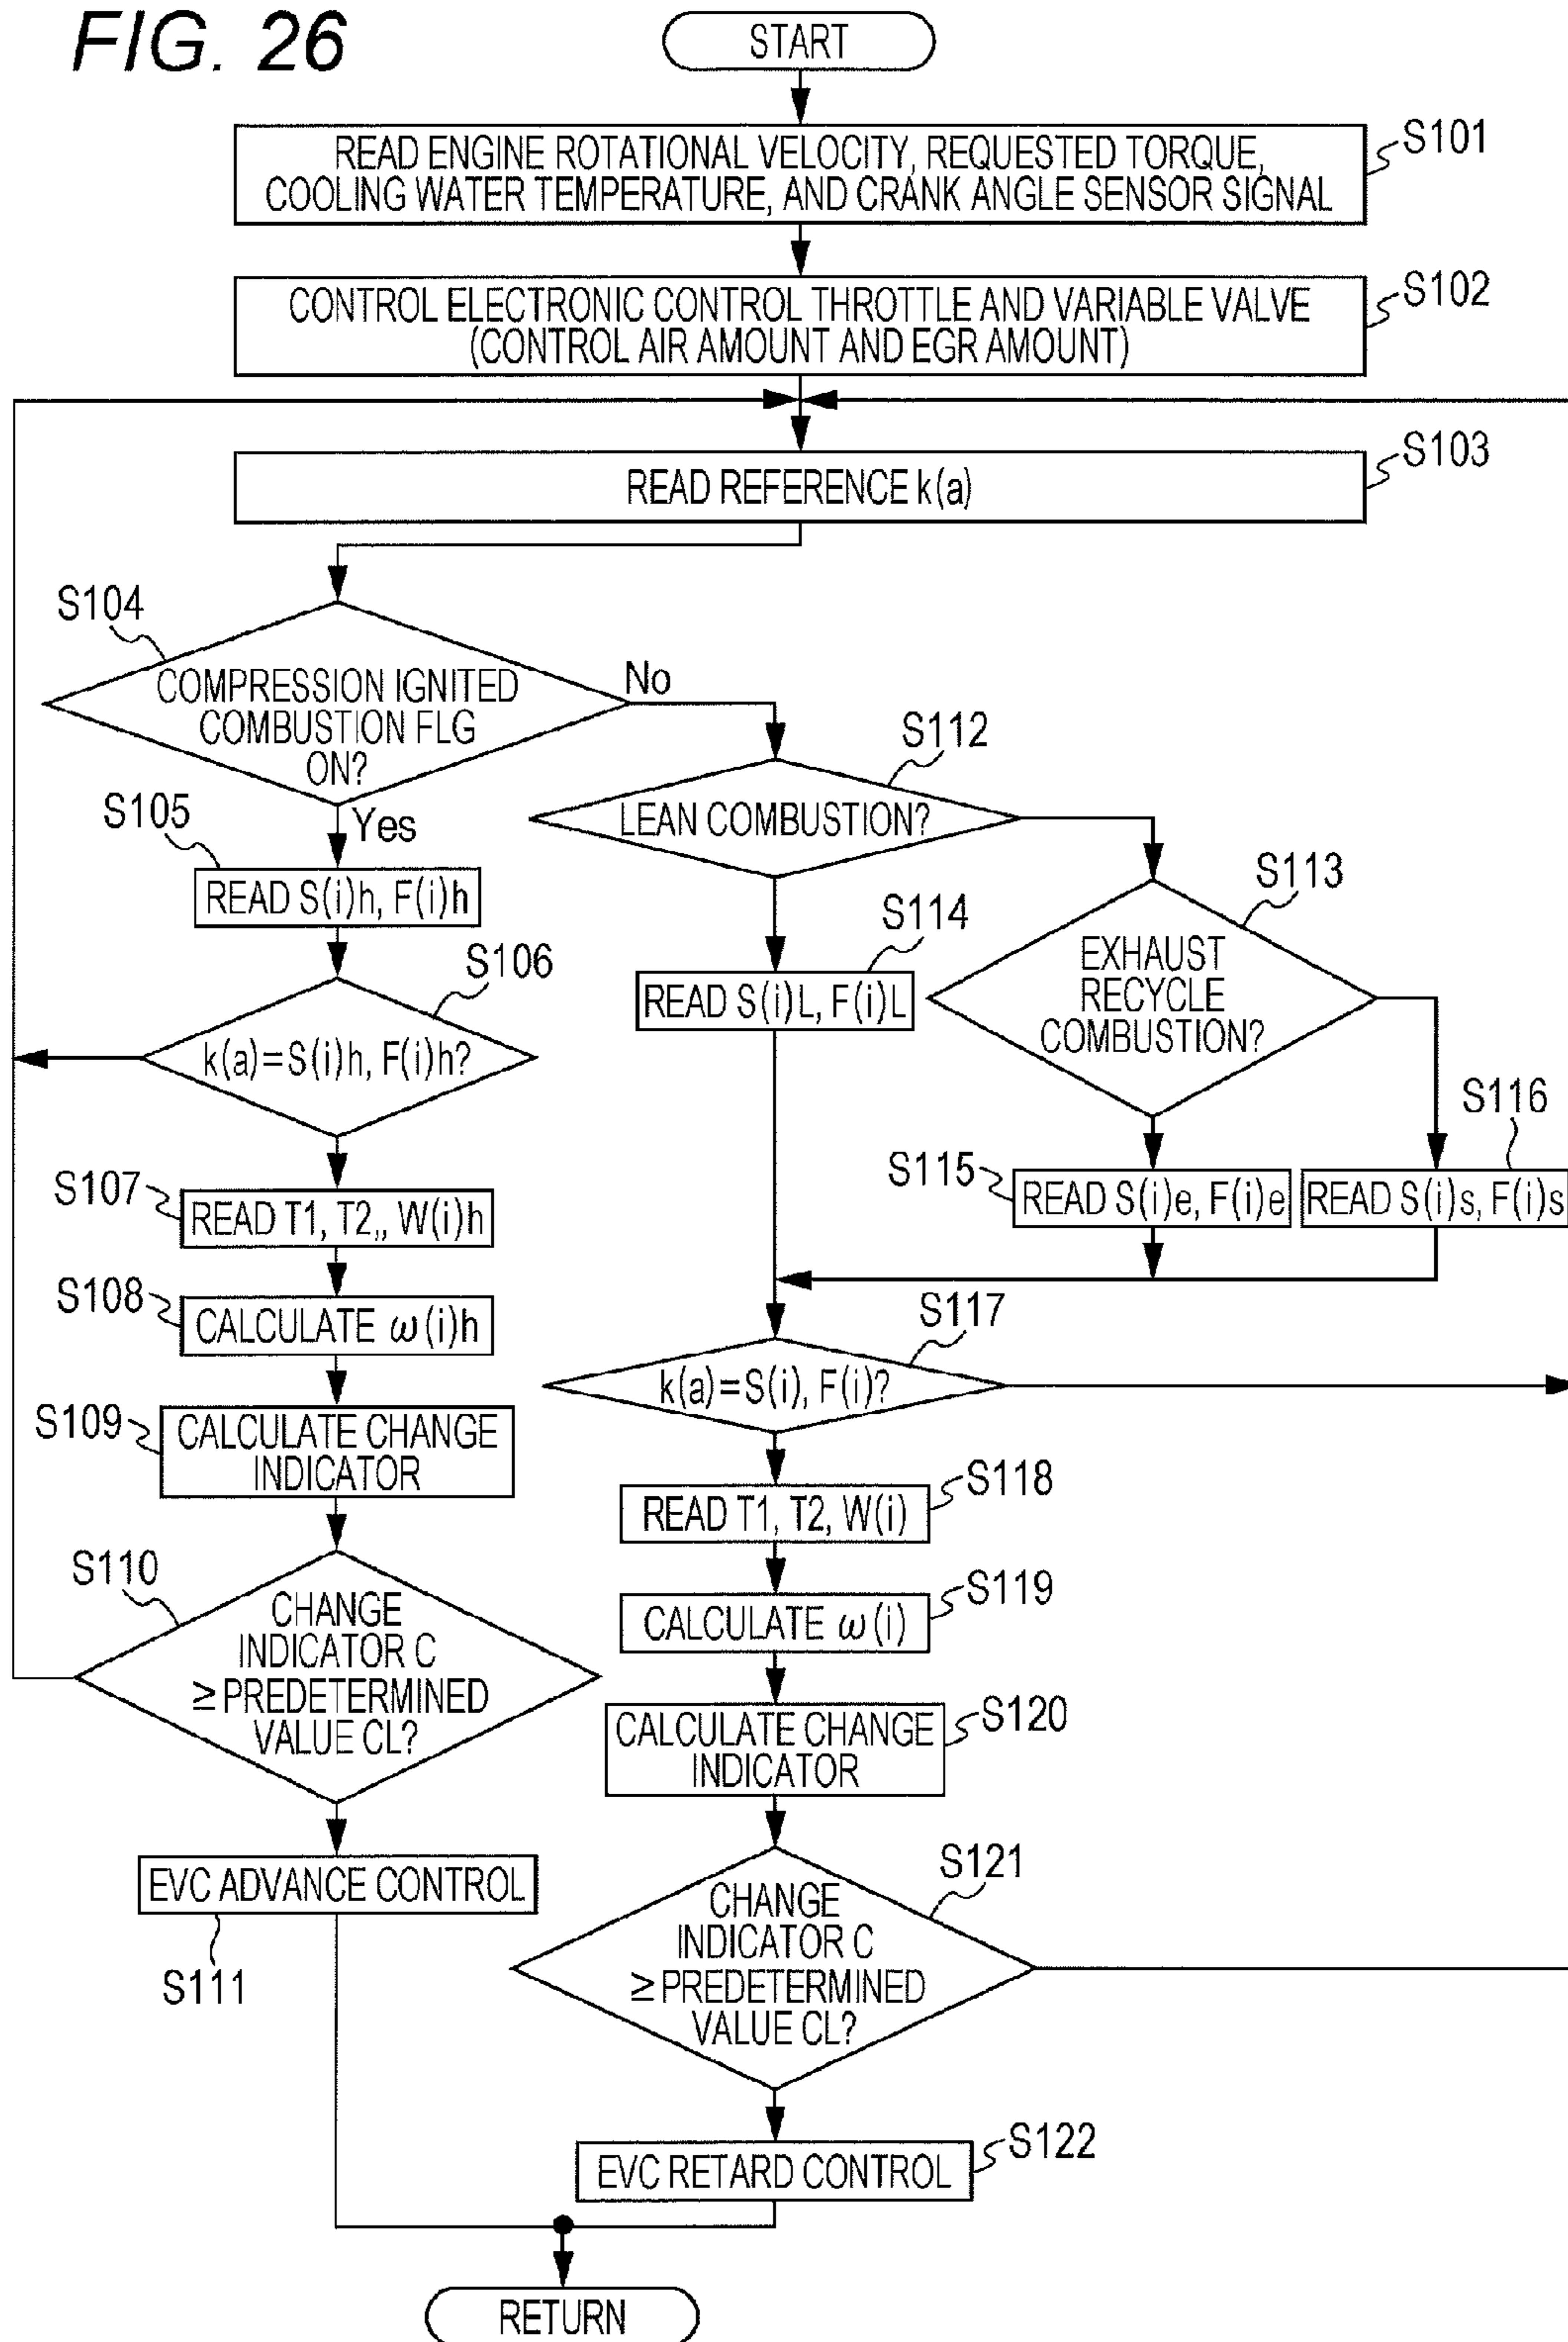 FIG. 26
START
READ ENGINE ROTATIONAL VELOCITY, REQUESTED TORQUE,
COOLING WATER TEMPERATURE, AND CRANK ANGLE SENSOR SIGNAL
S101
CONTROL ELECTRONIC CONTROL THROTTLE AND VARIABLE VALVE
(CONTROL AIR AMOUNT AND EGR AMOUNT)
S102
READ REFERENCE k(a)
S103
S104
COMPRESSION IGNITED
COMBUSTION FLG
ON?
No
Yes
S105
READ S(i)h, F(i)h
S106
k(a)=S(i)h, F(i)h?
S107
READ T1, T2,, W(i)h
S108
CALCULATE ω(i)h
S109
CALCULATE CHANGE
INDICATOR
S110
CHANGE
INDICATOR C
≥PREDETERMINED
VALUE CL?
EVC ADVANCE CONTROL
S111
S112
LEAN COMBUSTION?
S113
EXHAUST
RECYCLE
COMBUSTION?
S114
READ S(i)L, F(i)L
S115
READ S(i)e, F(i)e
S116
READ S(i)s, F(i)s
S117
k(a)=S(i), F(i)?
S118
READ T1, T2, W(i)
S119
CALCULATE ω(i)
S120
CALCULATE CHANGE
INDICATOR
S121
CHANGE
INDICATOR C
≥PREDETERMINED
VALUE CL?
S122
EVC RETARD CONTROL
RETURN